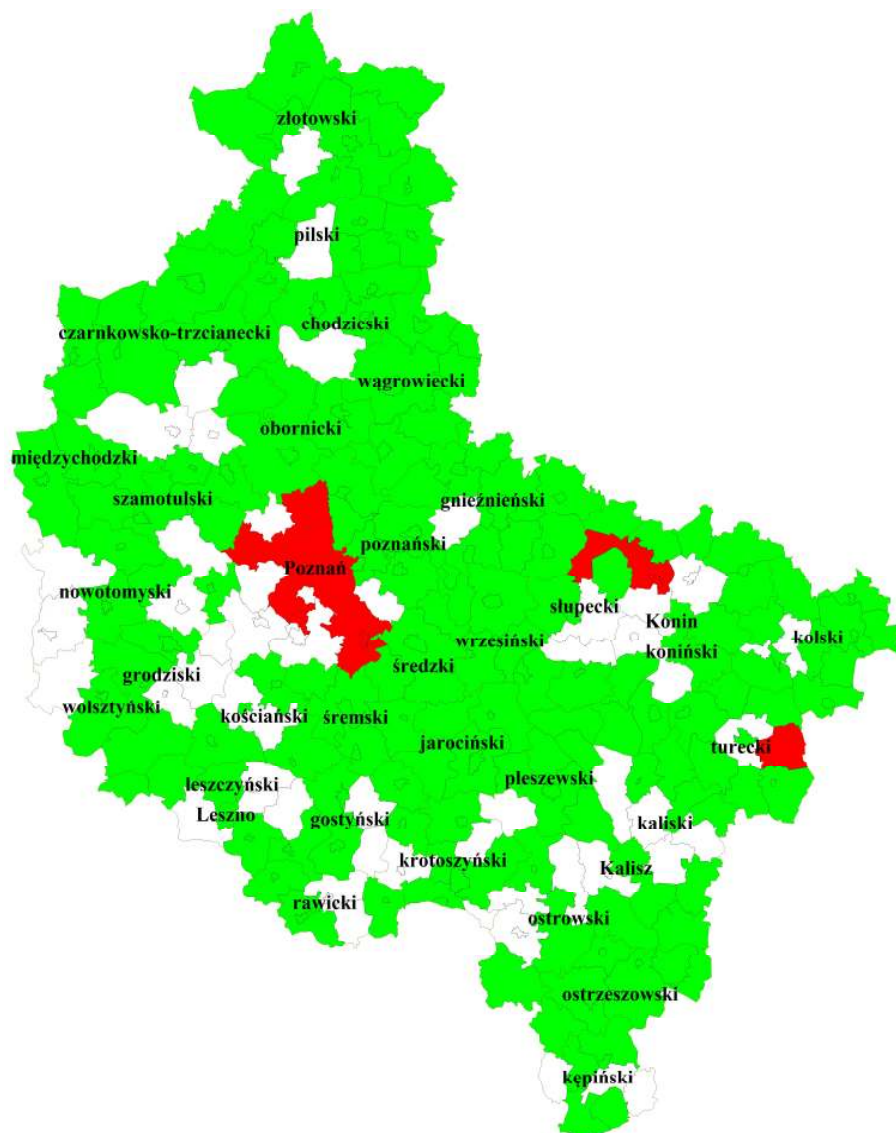 złotowski
pilski
chodzieski
czarnkowsko-trzcianecki
wągrowiecki
obornicki
międzychodzki
szamotulski
gnieźnieński
poznański
Poznań
nowotomyski
słupecki
Konin
wrzesiński
koniński
kolski
średzki
grodziski
wolsztyński
kościański
śremski
jarociński
turecki
pleszewski
leszczyński
Leszno
gostyński
kaliski
krotoszyński
Kalisz
rawicki
ostrowski
ostrzeszowski
kępiński